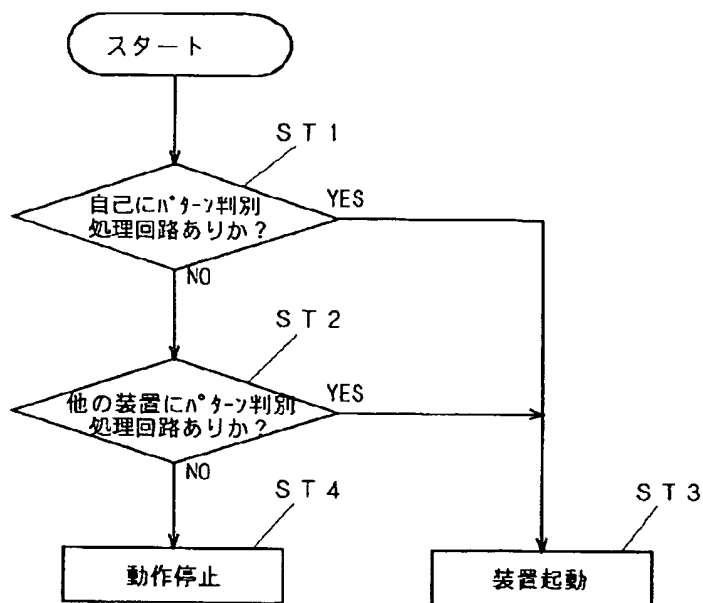 スタート
ST1
自己にﾊﾟﾀｰﾝ判別
処理回路ありか？
YES
NO
ST2
他の装置にﾊﾟﾀｰﾝ判別
処理回路ありか？
YES
NO
ST4
動作停止
ST3
装置起動